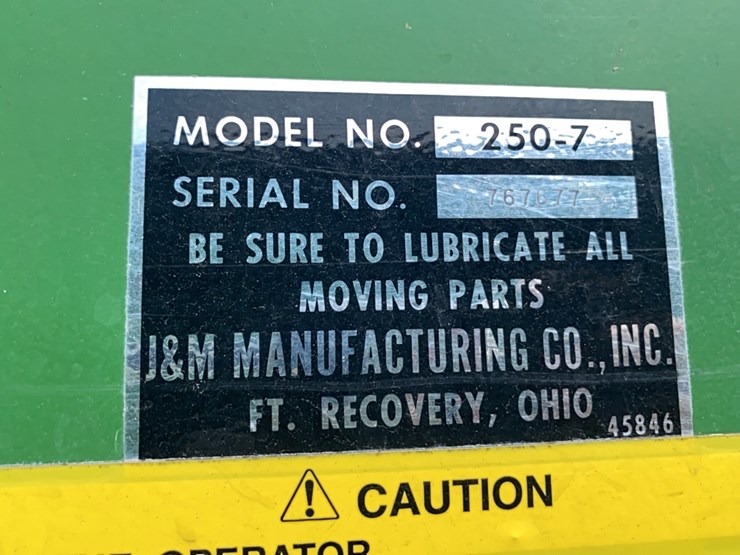 MODEL NO. 250-7
SERIAL NO.
BE SURE TO LUBRICATE ALL
MOVING PARTS
J&M MANUFACTURING CO., INC.
FT. RECOVERY, OHIO 45846
⚠ CAUTION
OPERATOR